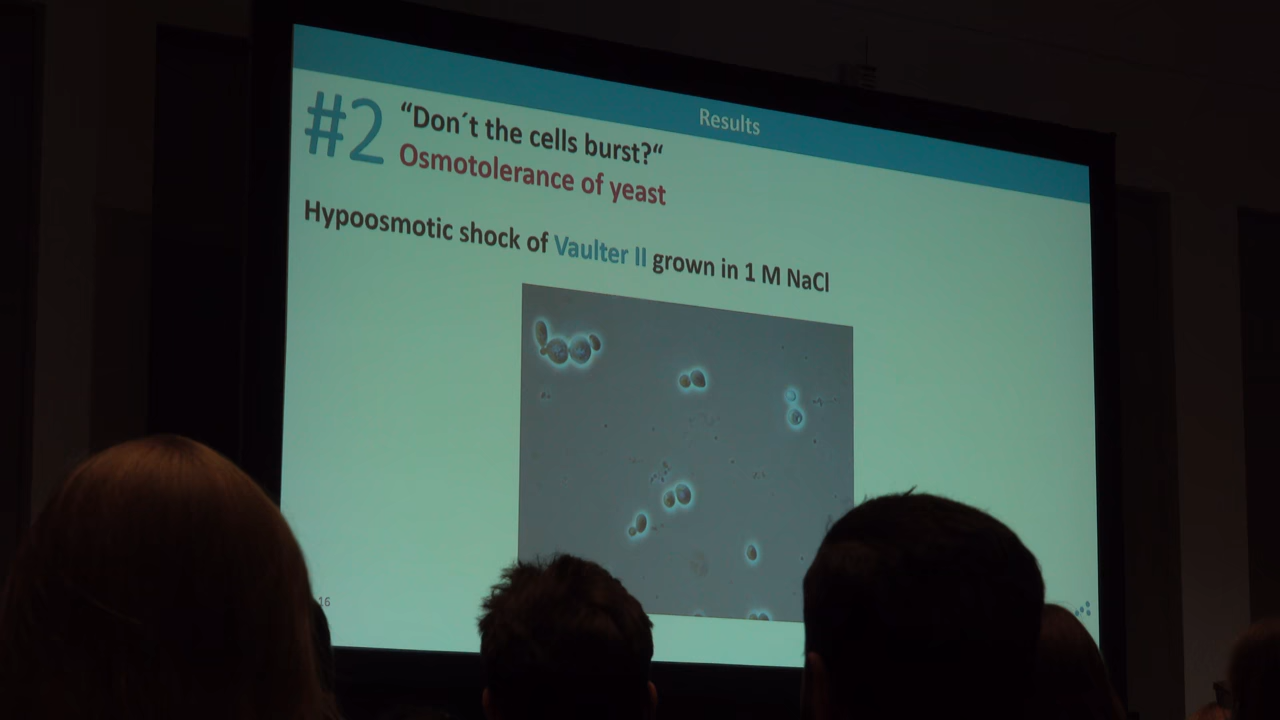 Results
#2
“Don´t the cells burst?“
Osmotolerance of yeast
Hypoosmotic shock of Vaulter II grown in 1 M NaCl
16